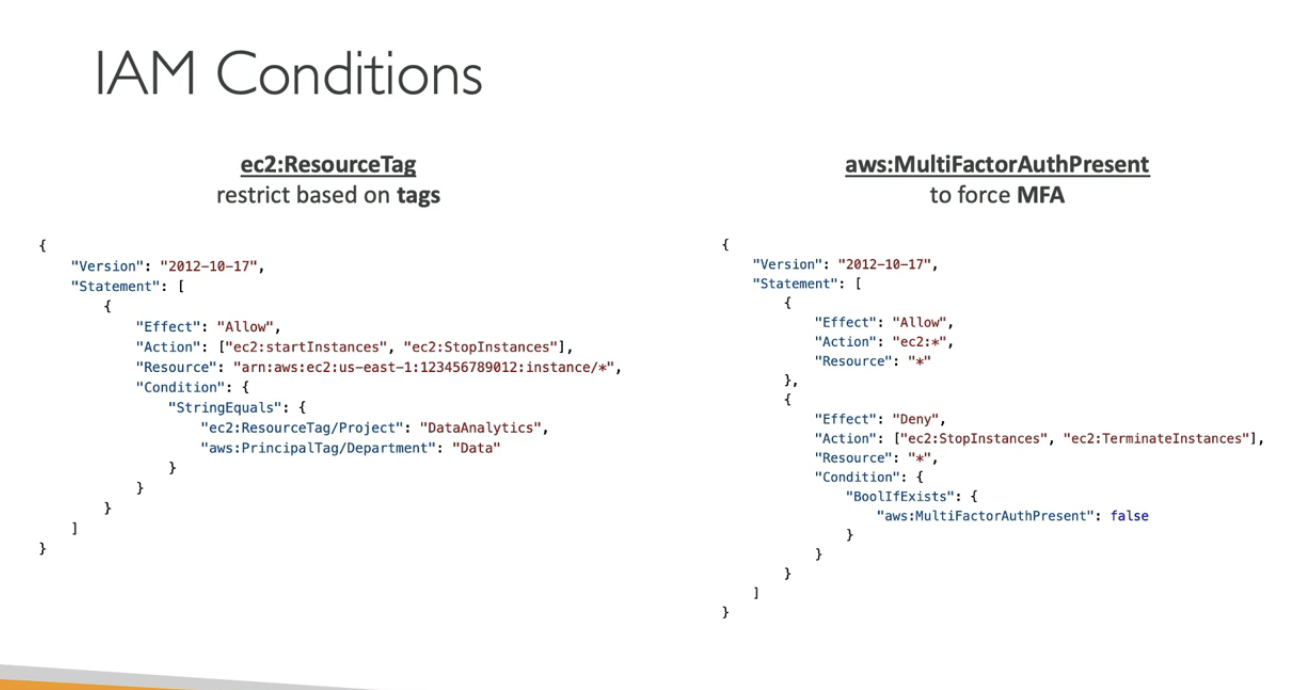 IAM Conditions
ec2:ResourceTag
restrict based on tags
{
    "Version": "2012-10-17",
    "Statement": [
        {
            "Effect": "Allow",
            "Action": ["ec2:startInstances", "ec2:StopInstances"],
            "Resource": "arn:aws:ec2:us-east-1:123456789012:instance/*",
            "Condition": {
                "StringEquals": {
                    "ec2:ResourceTag/Project": "DataAnalytics",
                    "aws:PrincipalTag/Department": "Data"
                }
            }
        }
    ]
}
aws:MultiFactorAuthPresent
to force MFA
{
    "Version": "2012-10-17",
    "Statement": [
        {
            "Effect": "Allow",
            "Action": "ec2:*",
            "Resource": "*"
        },
        {
            "Effect": "Deny",
            "Action": ["ec2:StopInstances", "ec2:TerminateInstances"],
            "Resource": "*",
            "Condition": {
                "BoolIfExists": {
                    "aws:MultiFactorAuthPresent": false
                }
            }
        }
    ]
}